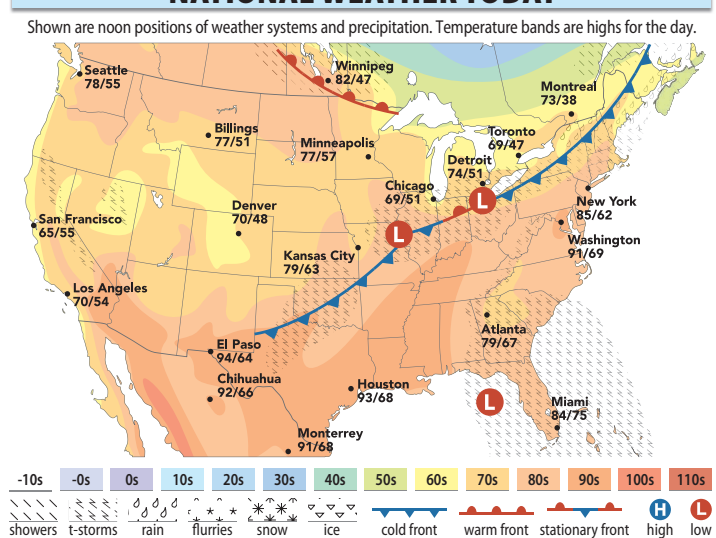 NATIONAL WEATHER TODAY
Shown are noon positions of weather systems and precipitation. Temperature bands are highs for the day.
Seattle
78/55
Winnipeg
82/47
Montreal
73/38
Billings
77/51
Minneapolis
77/57
Toronto
69/47
Detroit
74/51
Chicago
69/51
New York
85/62
San Francisco
65/55
Denver
70/48
Kansas City
79/63
Washington
91/69
L
L
Los Angeles
70/54
Atlanta
79/67
El Paso
94/64
Chihuahua
92/66
Houston
93/68
L
Miami
84/75
Monterrey
91/68
-10s -0s 0s 10s 20s 30s 40s 50s 60s 70s 80s 90s 100s 110s
H L
showers t-storms rain flurries snow ice cold front warm front stationary front high low